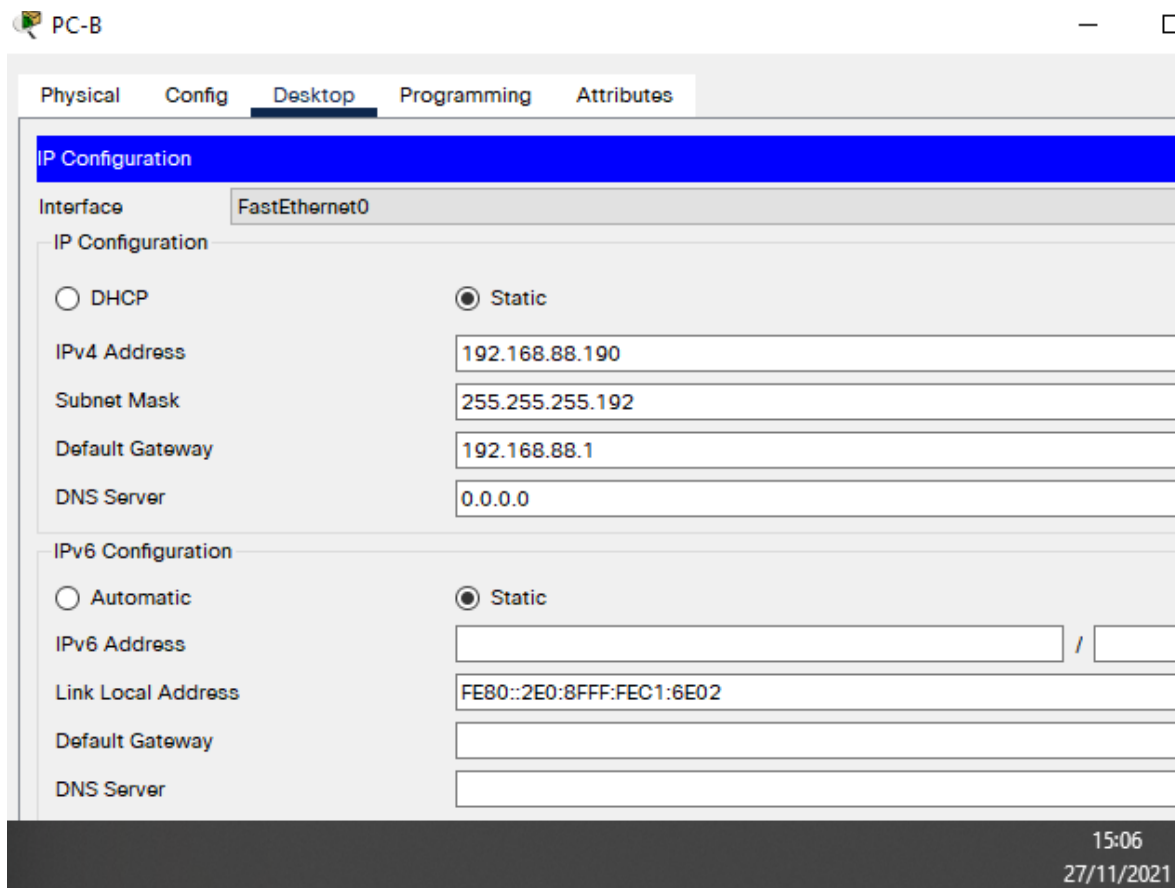 PC-B
Physical Config Desktop Programming Attributes
IP Configuration
Interface FastEthernet0
IP Configuration
DHCP Static
IPv4 Address 192.168.88.190
Subnet Mask 255.255.255.192
Default Gateway 192.168.88.1
DNS Server 0.0.0.0
IPv6 Configuration
Automatic Static
IPv6 Address /
Link Local Address FE80::2E0:8FFF:FEC1:6E02
Default Gateway
DNS Server
15:06
27/11/2021